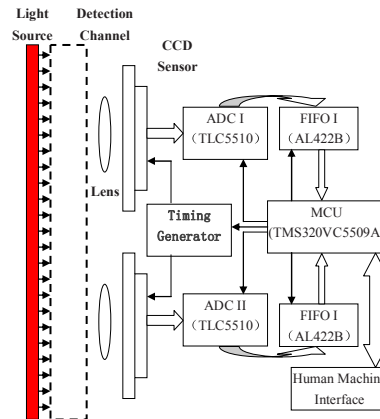 Light
Source
Detection
Channel
CCD
Sensor
Lens
ADC I
(TLC5510)
FIFO I
(AL422B)
Timing
Generator
MCU
(TMS320VC5509A
ADC II
(TLC5510)
FIFO I
(AL422B)
Human Machin
Interface